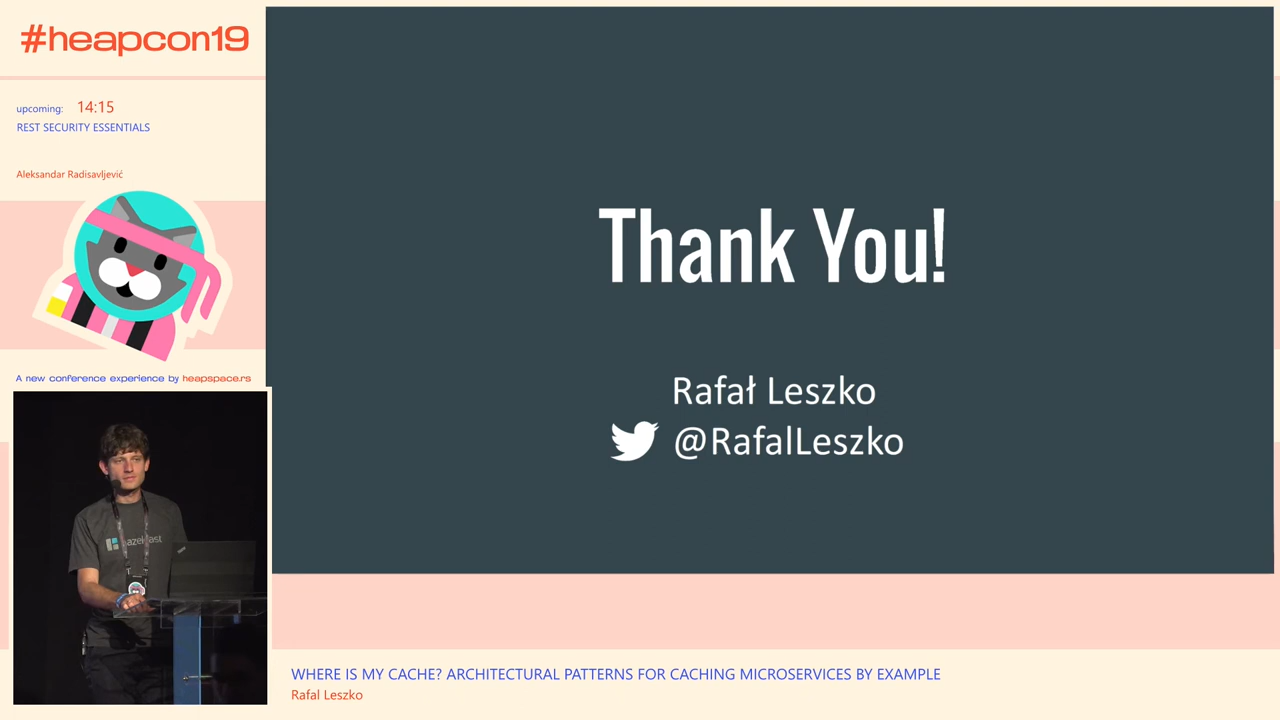 #heapcon19
upcoming: 14:15
REST SECURITY ESSENTIALS
Aleksandar Radisavljević
A new conference experience by heapspace.rs
Thank You!
Rafał Leszko
@RafalLeszko
hazelcast
WHERE IS MY CACHE? ARCHITECTURAL PATTERNS FOR CACHING MICROSERVICES BY EXAMPLE
Rafal Leszko